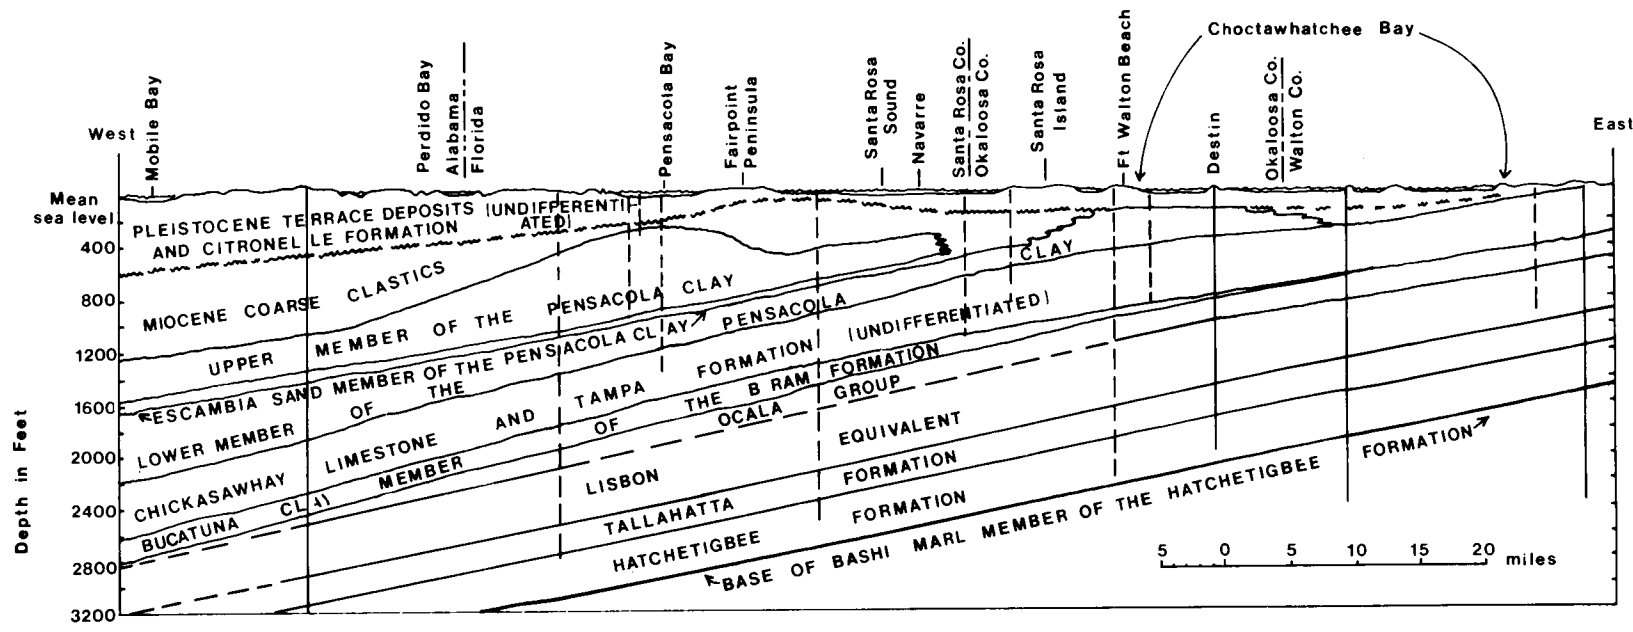 Choctawhatchee Bay
West
East
Mobile Bay
Perdido Bay
Alabama
Florida
Pensacola Bay
Fairpoint
Peninsula
Santa Rosa
Sound
Navarre
Santa Rosa Co.
Okaloosa Co.
Santa Rosa
Island
Ft Walton Beach
Destin
Okaloosa Co.
Walton Co.
Mean
sea level
400
800
1200
1600
2000
2400
2800
3200
Depth in Feet
PLEISTOCENE TERRACE DEPOSITS (UNDIFFERENTI
ATED)
AND CITRONELLE FORMATION
MIOCENE COARSE CLASTICS
UPPER MEMBER OF THE PENSACOLA CLAY
ESCAMBIA SAND MEMBER OF THE PENSACOLA CLAY
LOWER MEMBER OF THE PENSACOLA CLAY
CHICKASAWHAY LIMESTONE AND TAMPA FORMATION (UNDIFFERENTIATED)
BUCATUNA CLAY MEMBER OF THE B RAM FORMATION
OCALA GROUP
LISBON EQUIVALENT
TALLAHATTA FORMATION
HATCHETIGBEE FORMATION
BASE OF BASHI MARL MEMBER OF THE HATCHETIGBEE FORMATION
5 0 5 10 15 20 miles